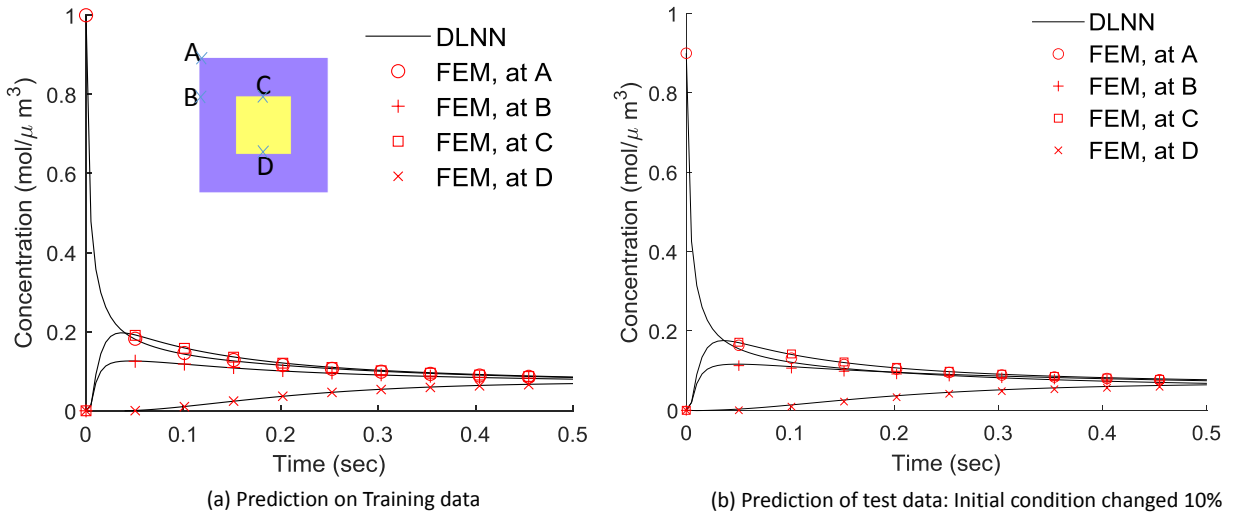 1
0.8
0.6
0.4
0.2
0
0
0.1
0.2
0.3
0.4
0.5
Concentration (mol/μ m³)
Time (sec)
A
B
C
D
DLNN
FEM, at A
FEM, at B
FEM, at C
FEM, at D
(a) Prediction on Training data
1
0.8
0.6
0.4
0.2
0
0
0.1
0.2
0.3
0.4
0.5
Concentration (mol/μ m³)
Time (sec)
DLNN
FEM, at A
FEM, at B
FEM, at C
FEM, at D
(b) Prediction of test data: Initial condition changed 10%